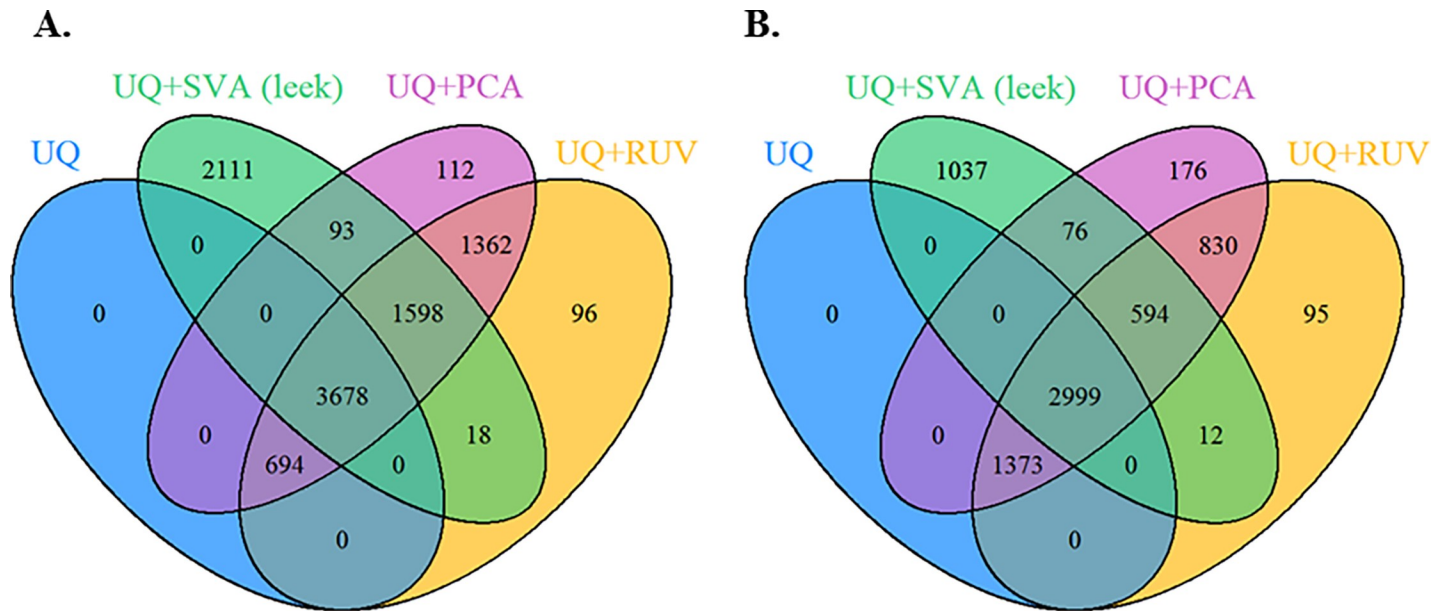 A.
B.
UQ+SVA (leek) UQ+PCA
UQ UQ+RUV
2111 112
0 93 1362
0 0 1598 96
3678
0 18
694 0
0
UQ+SVA (leek) UQ+PCA
UQ UQ+RUV
1037 176
0 76 830
0 0 594 95
2999
0 12
1373 0
0